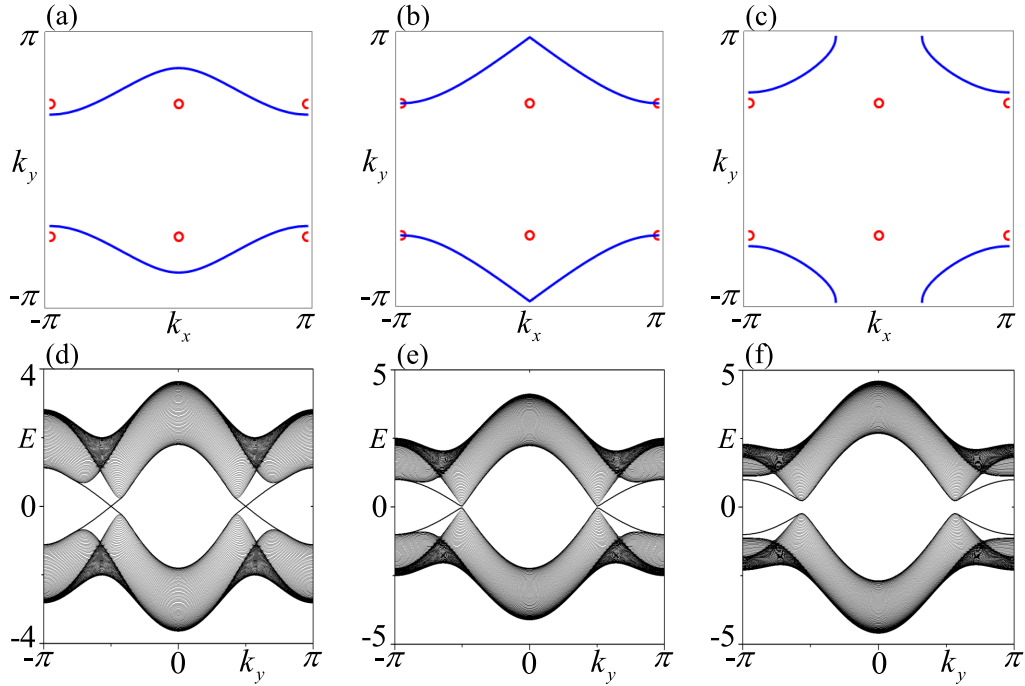 (a) (b) (c)
π π π
k_y k_y k_y
-π -π -π
-π k_x π -π k_x π -π k_x π
(d) (e) (f)
4 5 5
E E E
0 0 0
-4 -5 -5
-π 0 k_y π -π 0 k_y π -π 0 k_y π